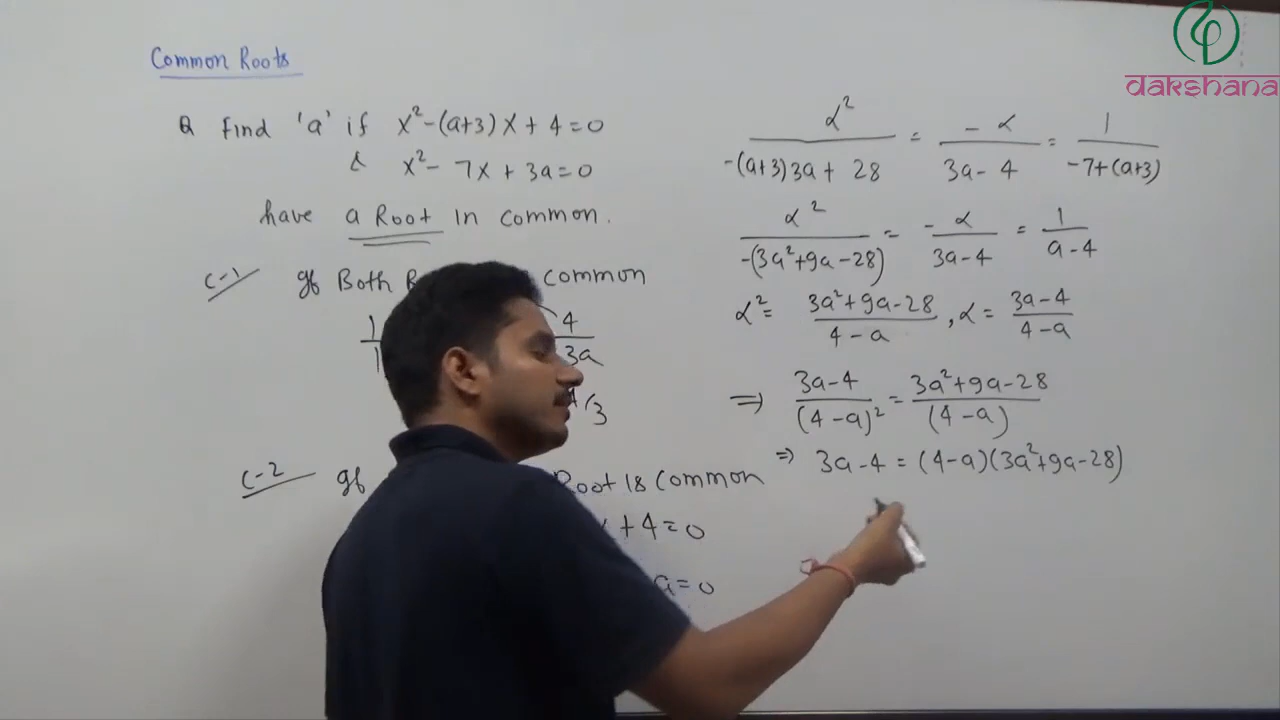 dakshana
Common Roots
Q Find 'a' if x²-(a+3)x+4=0
& x²-7x+3a=0
have a Root in common.
C-1 If Both common
1 4
1 3a
4/3
C-2 If Root is common
+4=0
a=0
α²/(-(a+3)3a+28) = -α/(3a-4) = 1/(-7+(a+3))
α²/(-(3a²+9a-28)) = -α/(3a-4) = 1/(a-4)
α² = (3a²+9a-28)/(4-a), α = (3a-4)/(4-a)
⇒ (3a-4)/(4-a)² = (3a²+9a-28)/(4-a)
⇒ 3a-4 = (4-a)(3a²+9a-28)